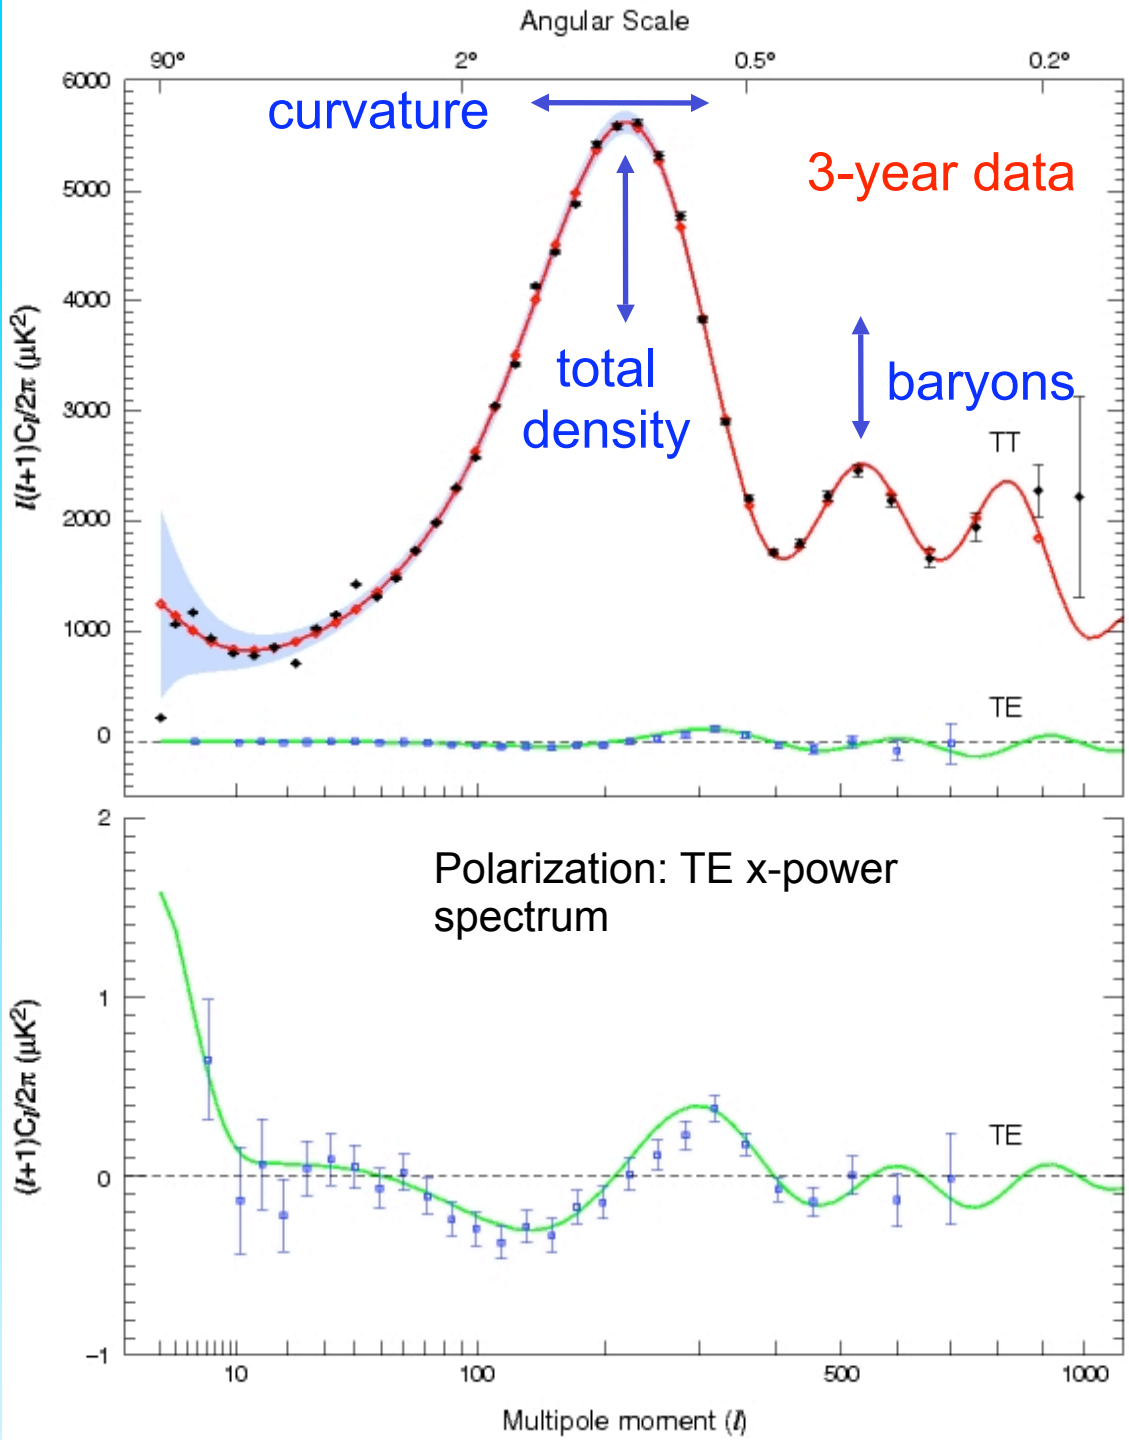 Angular Scale
90° 2° 0.5° 0.2°
6000
curvature
3-year data
5000
4000
total
density
baryons
3000
TT
2000
1000
TE
0
l(l+1)Cl/2π (μK²)
2
Polarization: TE x-power
spectrum
1
TE
0
−1
(l+1)Cl/2π (μK²)
10 100 500 1000
Multipole moment (l)